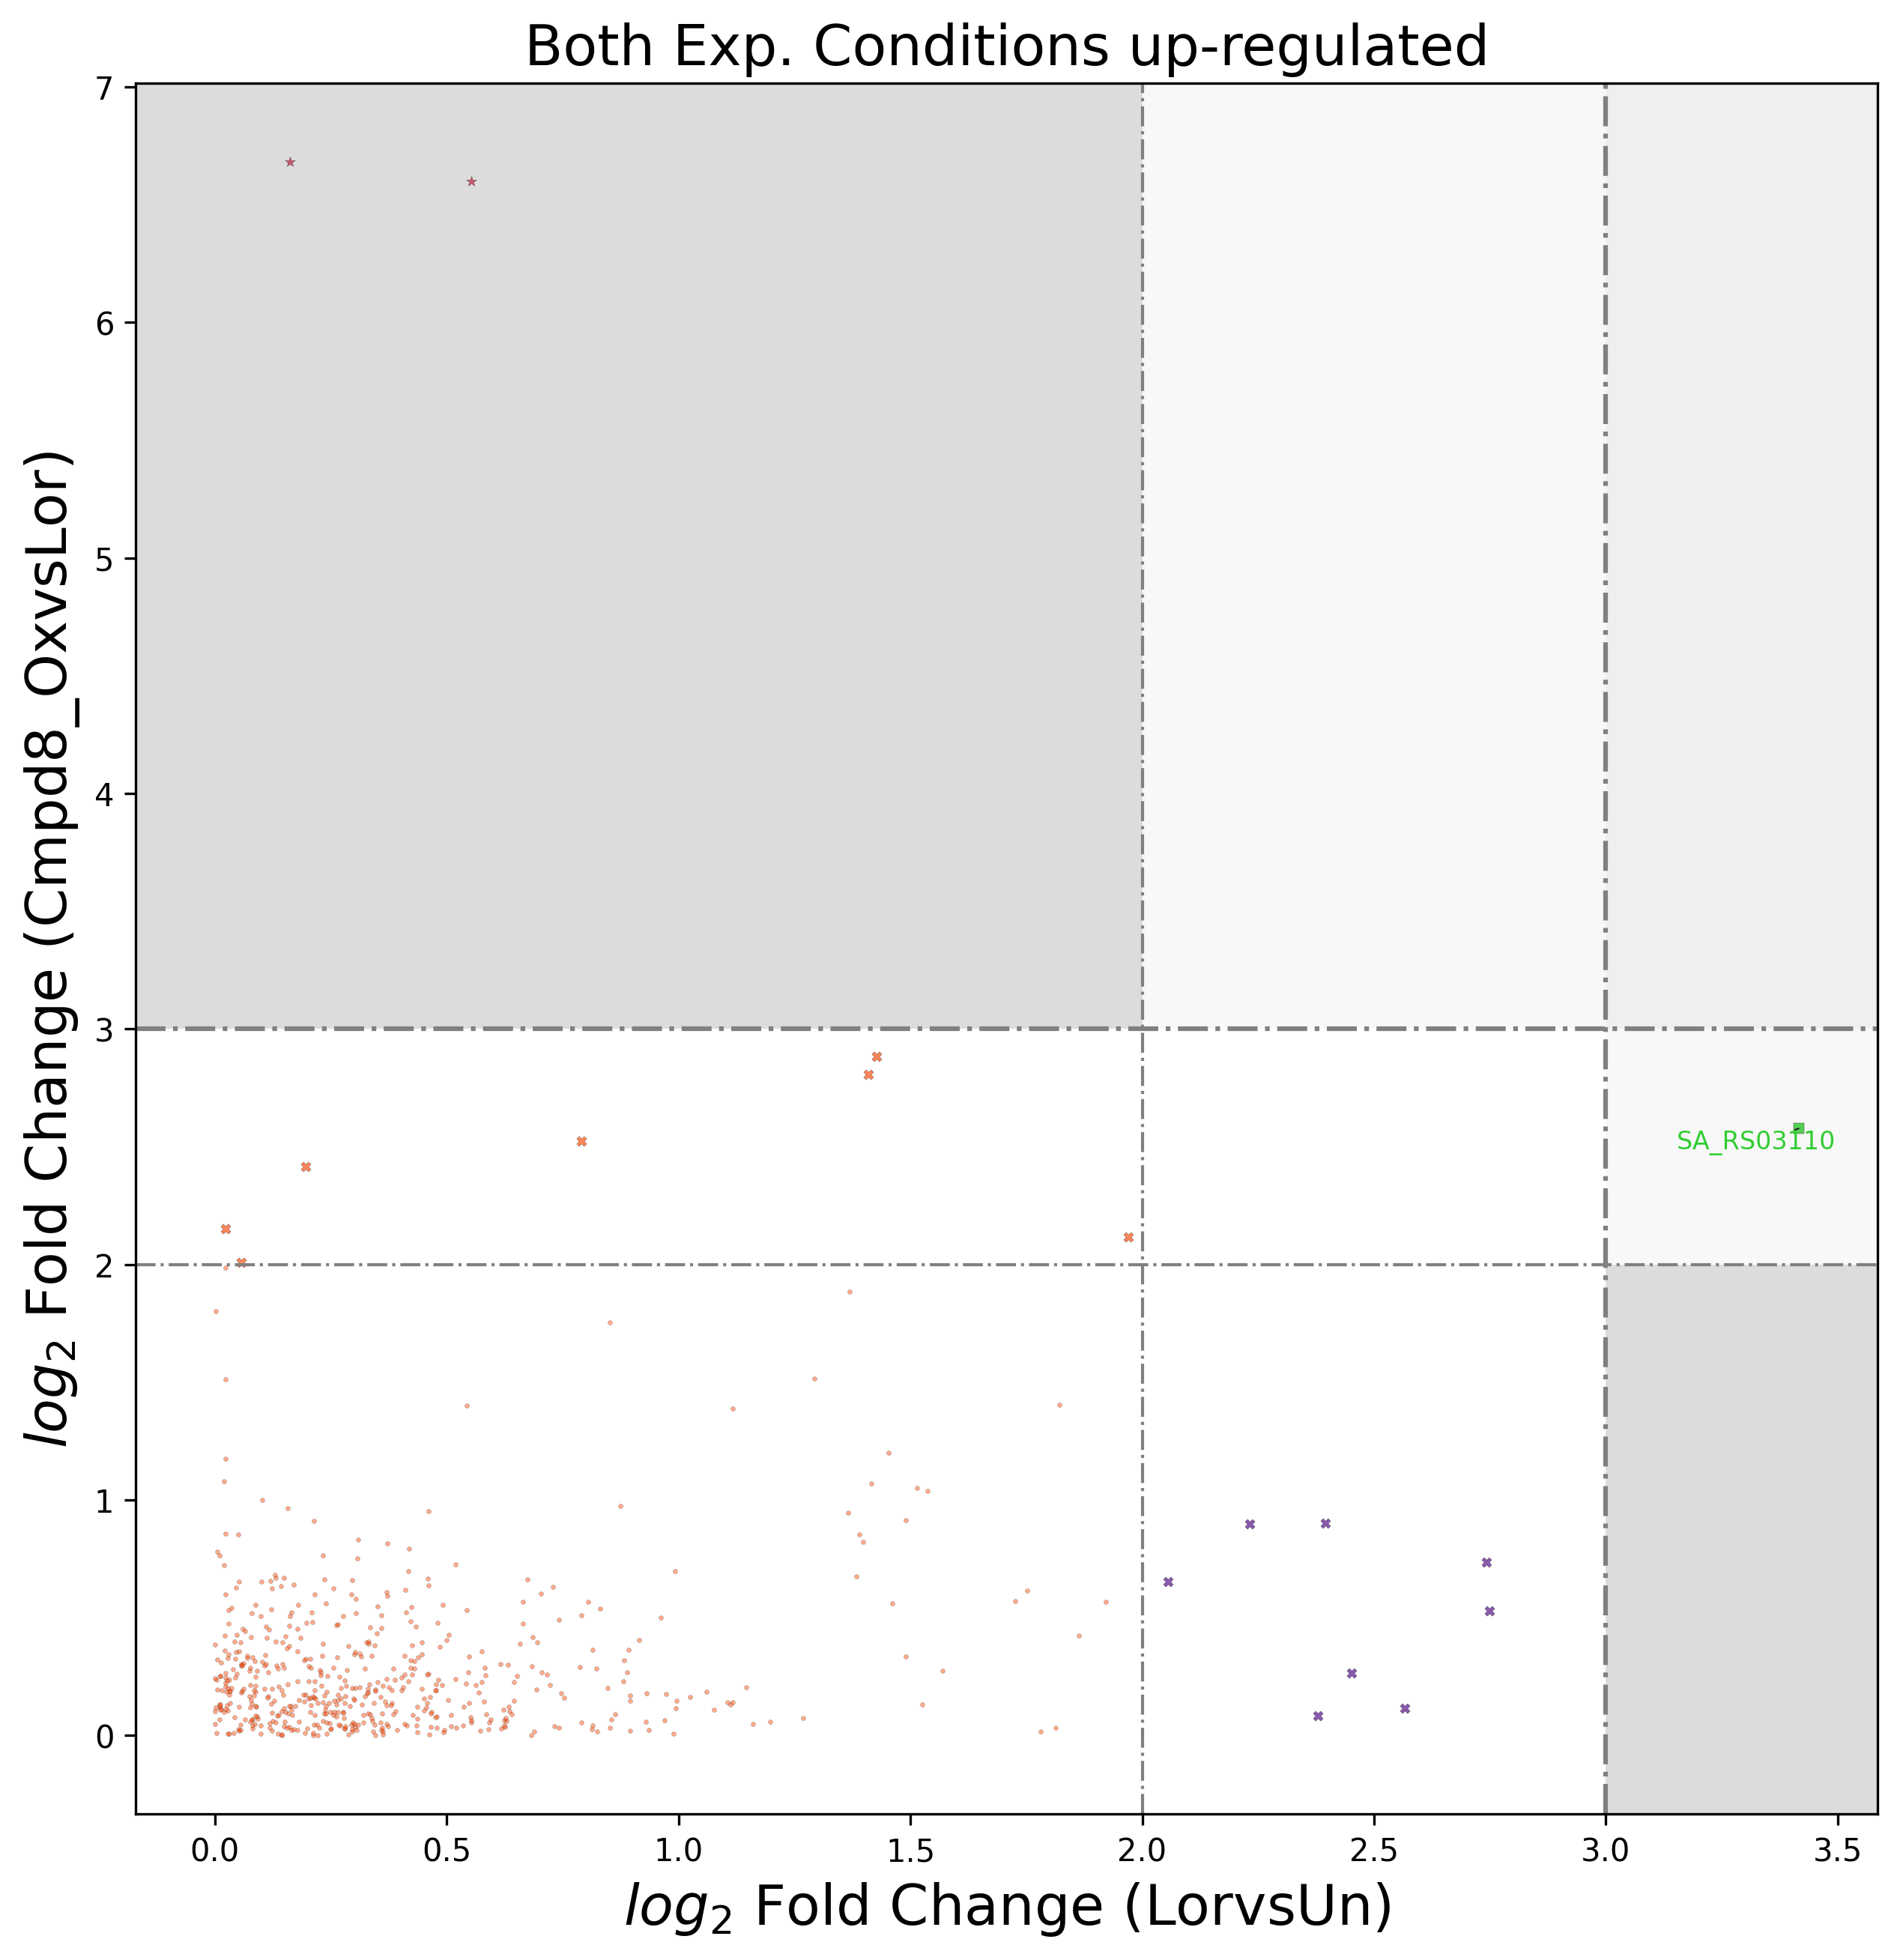 Both Exp. Conditions up-regulated
7
6
5
4
3
2
1
0
log2 Fold Change (Cmpd8_OxvsLor)
SA_RS03110
0.0 0.5 1.0 1.5 2.0 2.5 3.0 3.5
log2 Fold Change (LorvsUn)